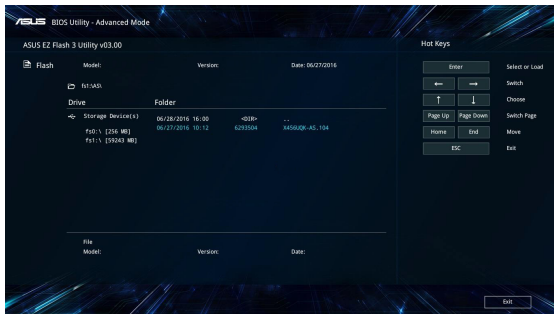 ASUS BIOS Utility - Advanced Mode
ASUS EZ Flash 3 Utility v03.00
Hot Keys
Flash
Model:
Version:
Date: 06/27/2016
fs1:\AS\
Drive
Folder
Storage Device(s)
fs0:\ [256 MB]
fs1:\ [59243 MB]
06/28/2016 16:00 <DIR> ..
06/27/2016 10:12 6293504 X456UQK-AS.104
Enter Select or Load
← → Switch
↑ ↓ Choose
Page Up Page Down Switch Page
Home End Move
ESC Exit
File
Model:
Version:
Date:
Exit